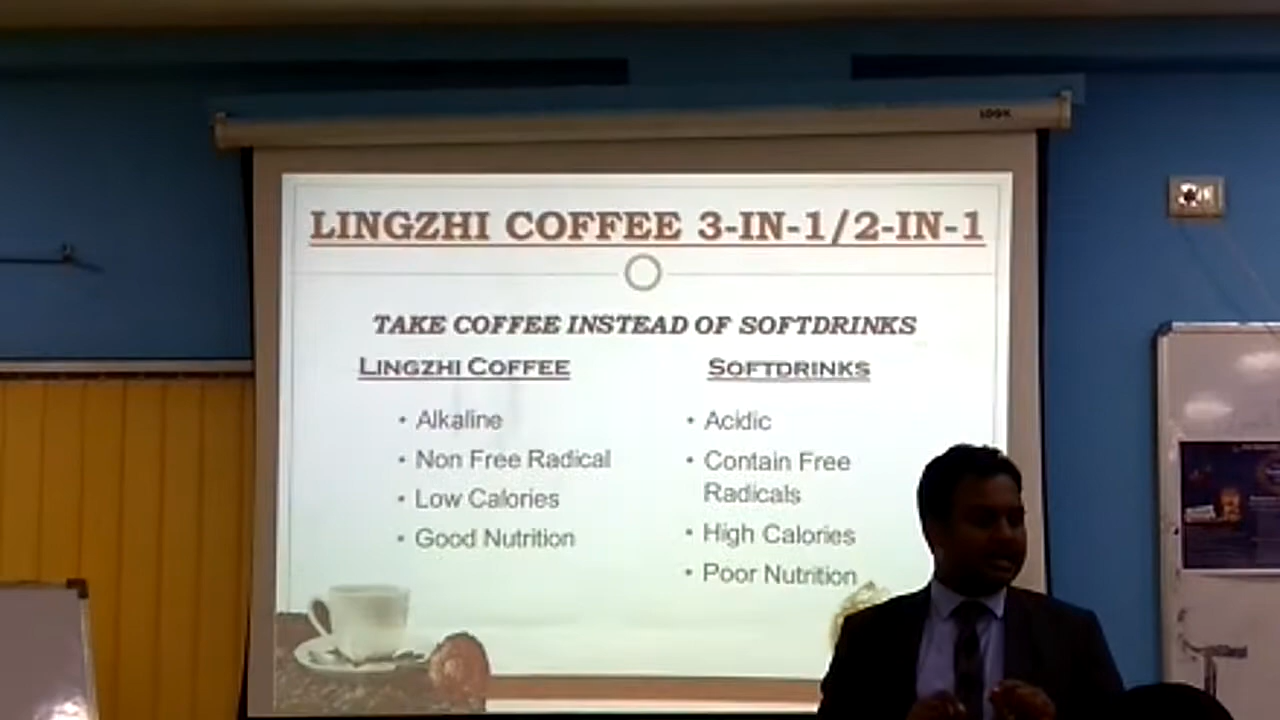 LINGZHI COFFEE 3-IN-1/2-IN-1
TAKE COFFEE INSTEAD OF SOFTDRINKS
LINGZHI COFFEE
• Alkaline
• Non Free Radical
• Low Calories
• Good Nutrition
SOFTDRINKS
• Acidic
• Contain Free
Radicals
• High Calories
• Poor Nutrition